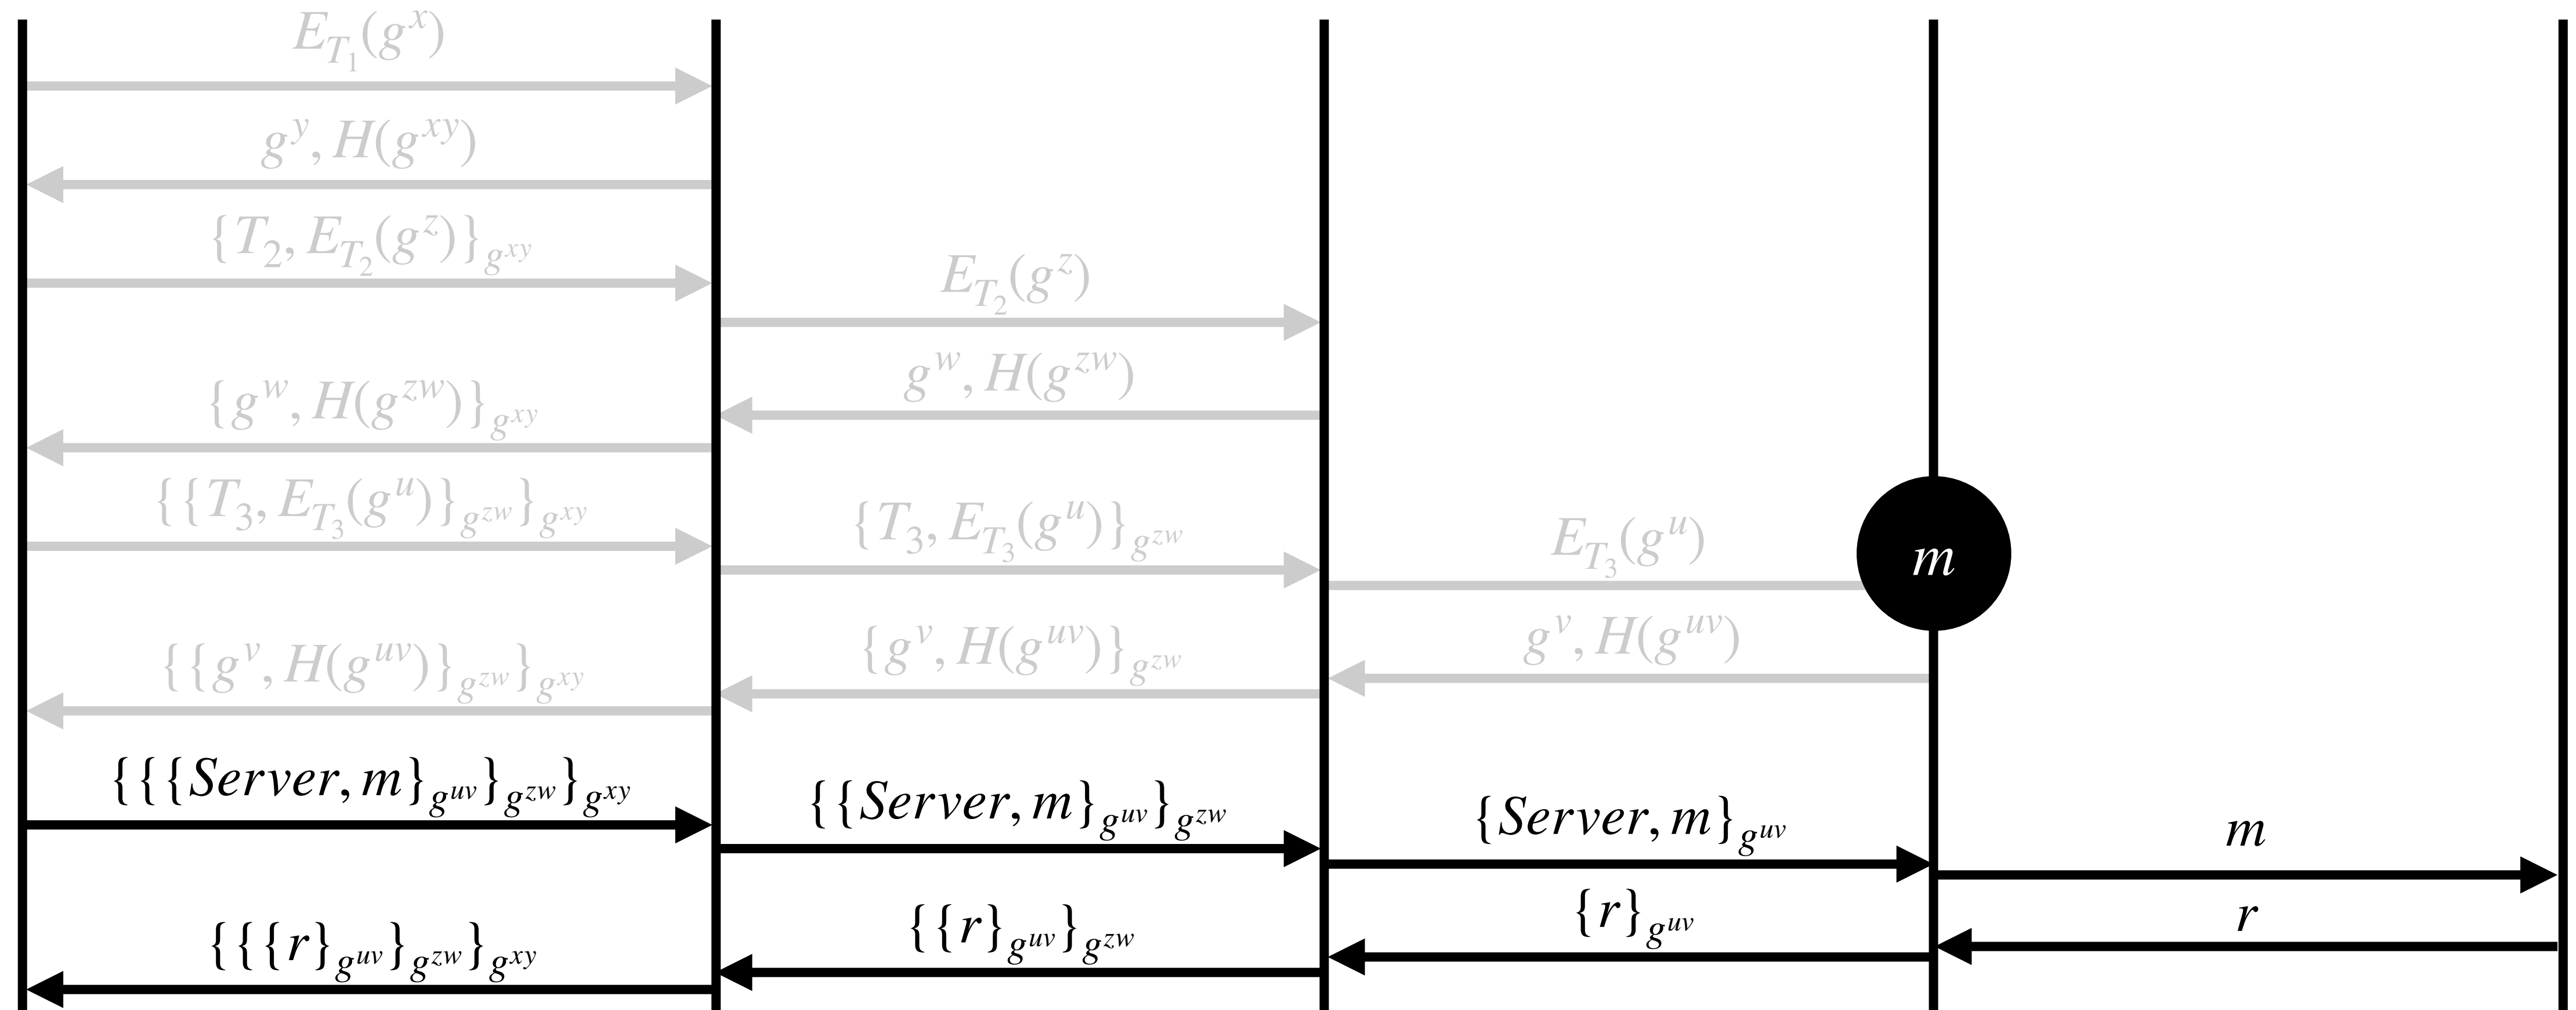 $E_{T_1}(g^x)$
$g^y, H(g^{xy})$
$\{T_2, E_{T_2}(g^z)\}_{g^{xy}}$
$E_{T_2}(g^z)$
$g^w, H(g^{zw})$
$\{g^w, H(g^{zw})\}_{g^{xy}}$
$\{\{T_3, E_{T_3}(g^u)\}_{g^{zw}}\}_{g^{xy}}$
$\{T_3, E_{T_3}(g^u)\}_{g^{zw}}$
$E_{T_3}(g^u)$
$m$
$g^v, H(g^{uv})$
$\{g^v, H(g^{uv})\}_{g^{zw}}$
$\{\{g^v, H(g^{uv})\}_{g^{zw}}\}_{g^{xy}}$
$\{\{\{Server, m\}_{g^{uv}}\}_{g^{zw}}\}_{g^{xy}}$
$\{\{Server, m\}_{g^{uv}}\}_{g^{zw}}$
$\{Server, m\}_{g^{uv}}$
$m$
$r$
$\{r\}_{g^{uv}}$
$\{\{r\}_{g^{uv}}\}_{g^{zw}}$
$\{\{\{r\}_{g^{uv}}\}_{g^{zw}}\}_{g^{xy}}$